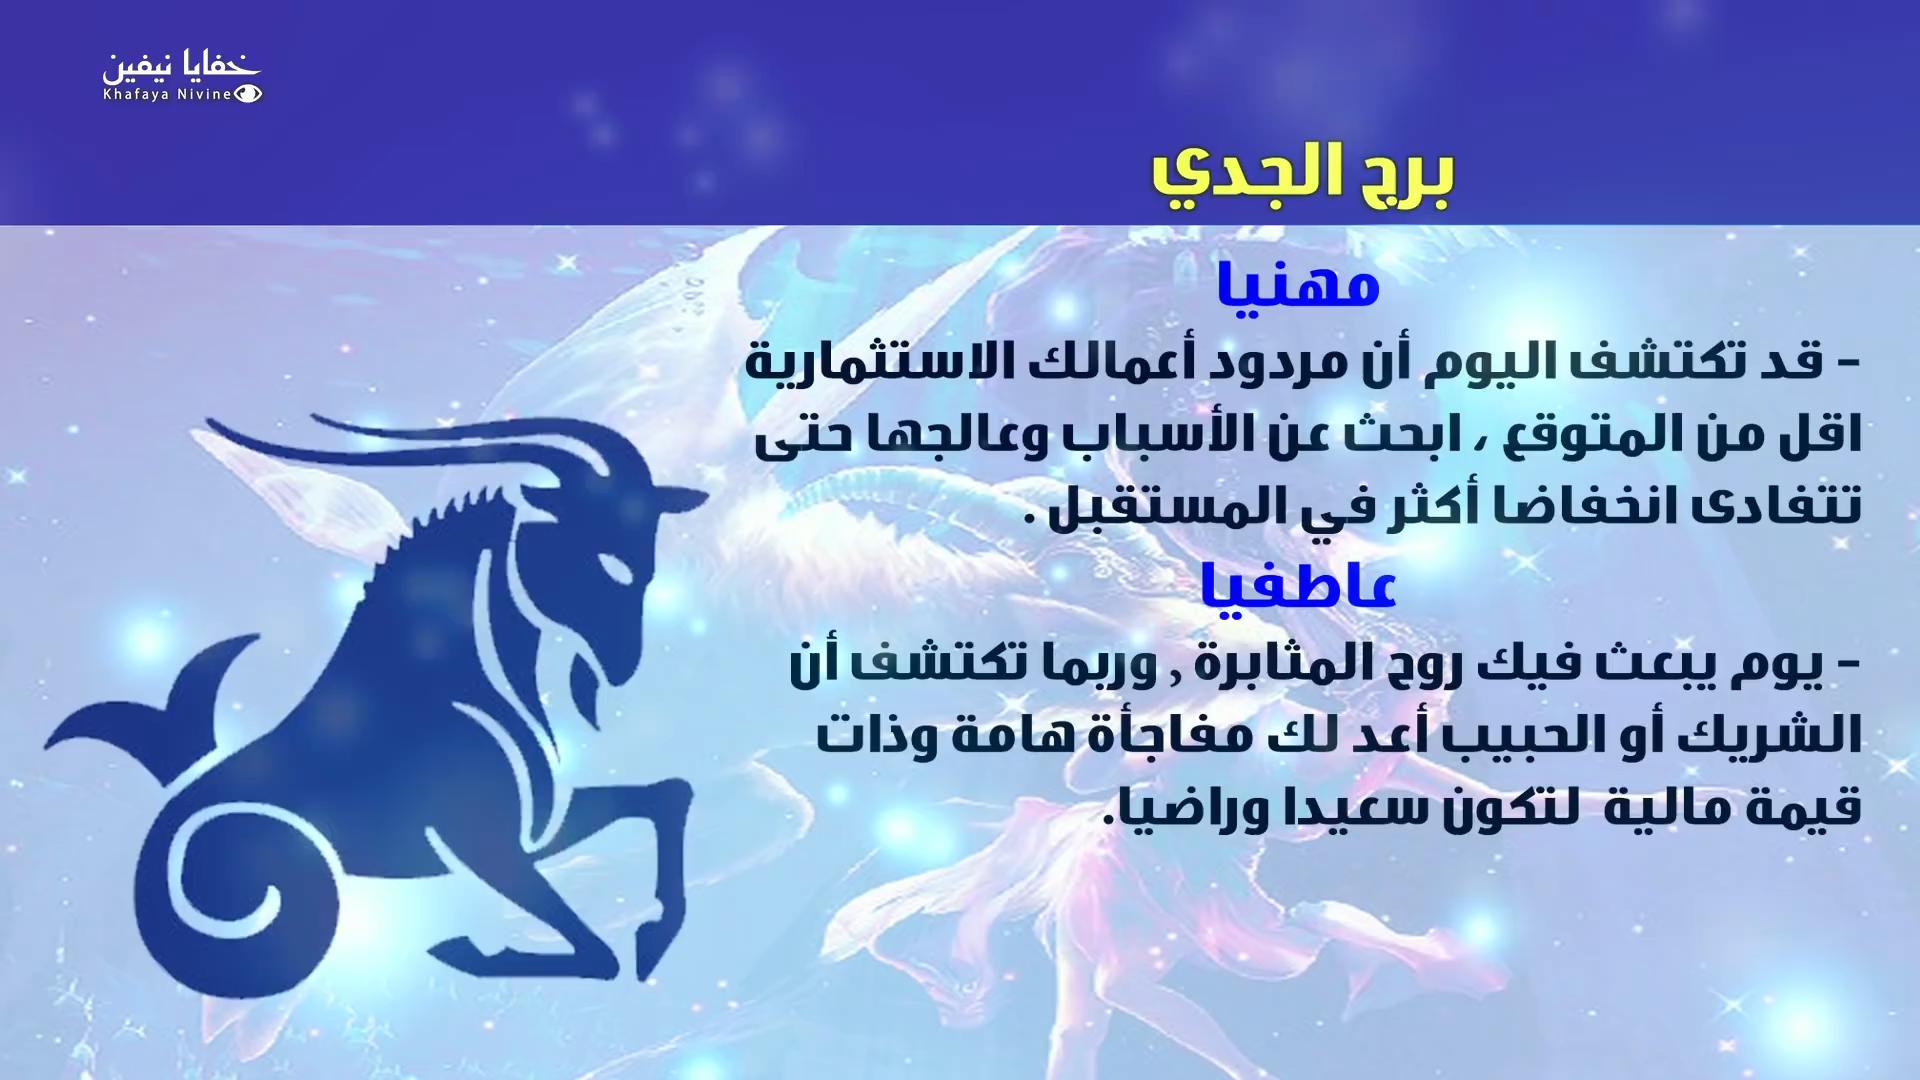 خفايا نيفين
Khafaya Nivine
برج الجدي
مهنيا
– قد تكتشف اليوم أن مردود أعمالك الاستثمارية
اقل من المتوقع ، ابحث عن الأسباب وعالجها حتى
تتفادى انخفاضا أكثر في المستقبل .
عاطفيا
– يوم يبعث فيك روح المثابرة , وربما تكتشف أن
الشريك أو الحبيب أعد لك مفاجأة هامة وذات
قيمة مالية لتكون سعيدا وراضيا.